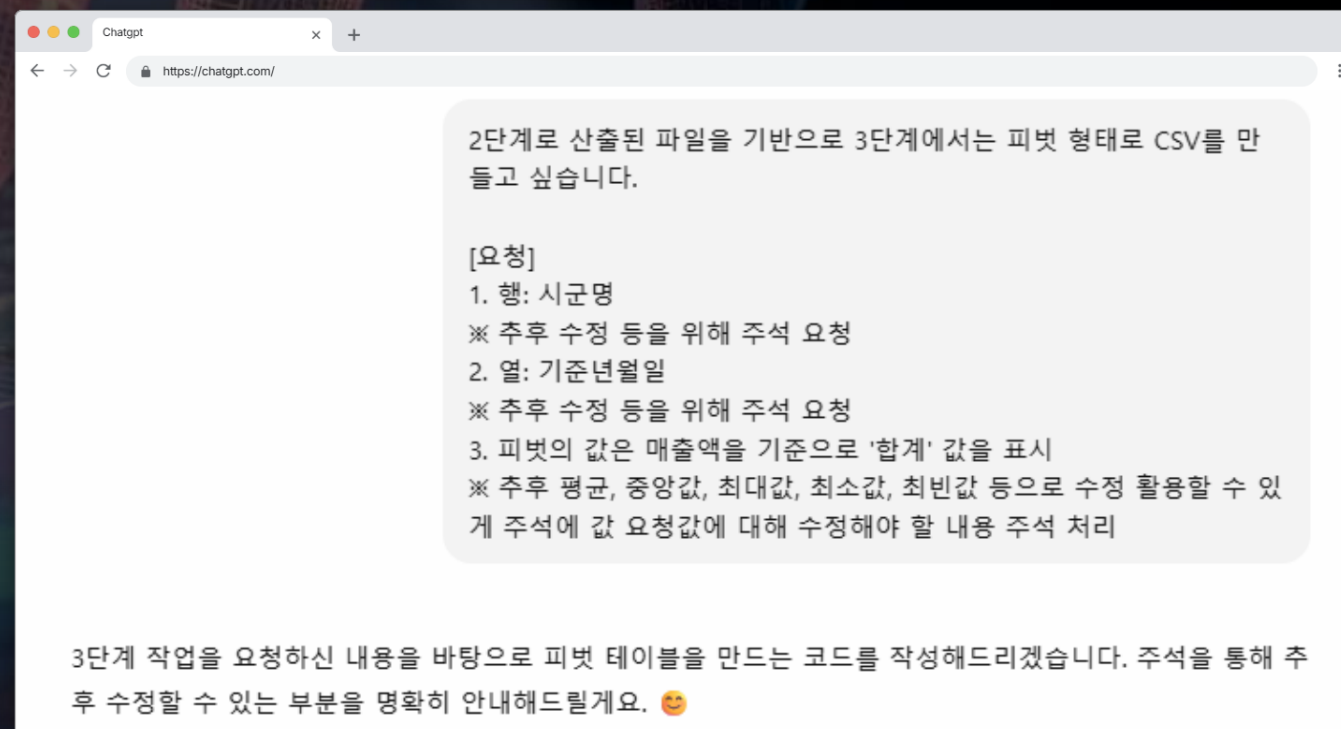 Chatgpt
https://chatgpt.com/
2단계로 산출된 파일을 기반으로 3단계에서는 피벗 형태로 CSV를 만
들고 싶습니다.
[요청]
1. 행: 시군명
※ 추후 수정 등을 위해 주석 요청
2. 열: 기준년월일
※ 추후 수정 등을 위해 주석 요청
3. 피벗의 값은 매출액을 기준으로 '합계' 값을 표시
※ 추후 평균, 중앙값, 최대값, 최소값, 최빈값 등으로 수정 활용할 수 있
게 주석에 값 요청값에 대해 수정해야 할 내용 주석 처리
3단계 작업을 요청하신 내용을 바탕으로 피벗 테이블을 만드는 코드를 작성해드리겠습니다. 주석을 통해 추
후 수정할 수 있는 부분을 명확히 안내해드릴게요. 😊